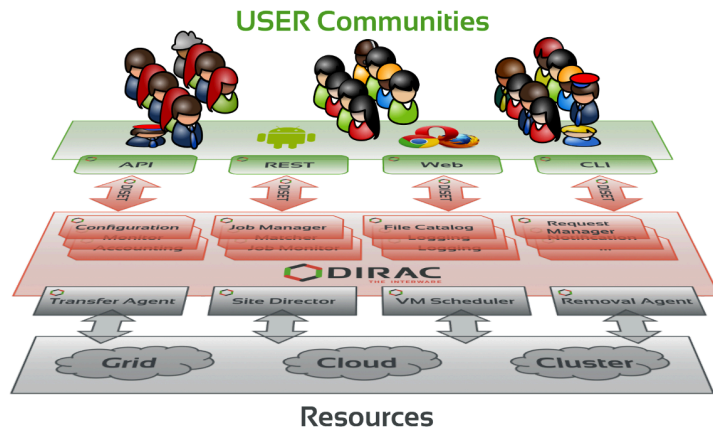 USER Communities
API REST Web CLI
DISET DISET DISET DISET
Configuration Job Manager File Catalog Request
Manager
Monitor Matcher Logging Notification
Accounting Job Monitor Logging ...
DIRAC
THE INTERWARE
Transfer Agent Site Director VM Scheduler Removal Agent
Grid Cloud Cluster
Resources